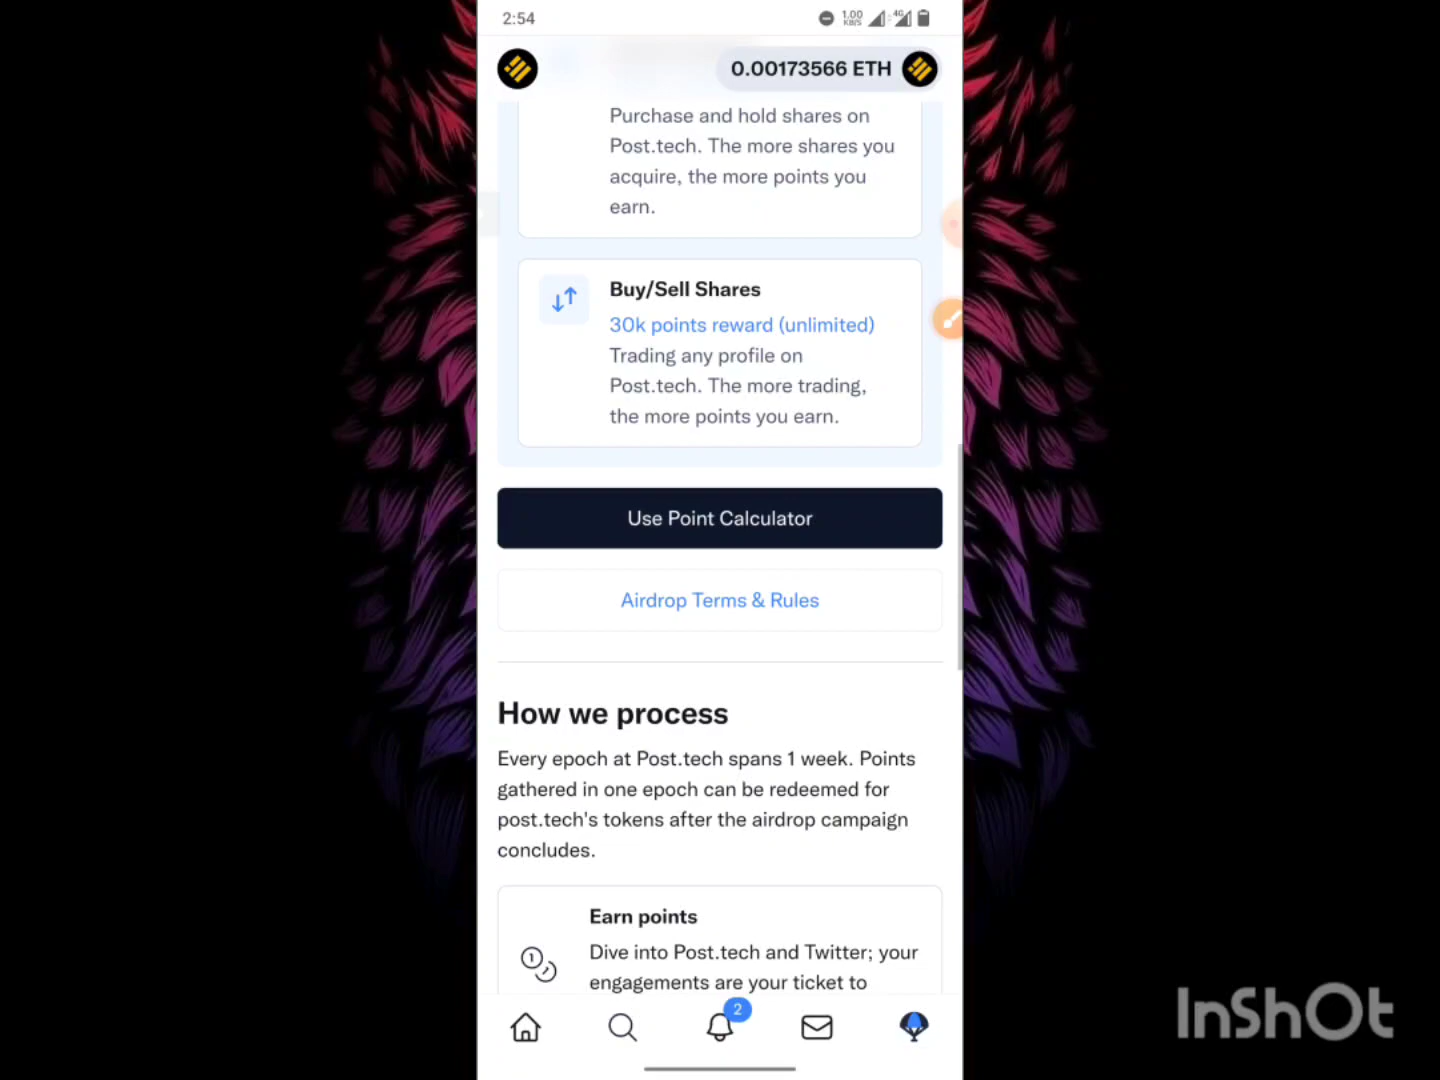 2:54
1.00
KB/S
4G
0.00173566 ETH
Purchase and hold shares on
Post.tech. The more shares you
acquire, the more points you
earn.
Buy/Sell Shares
30k points reward (unlimited)
Trading any profile on
Post.tech. The more trading,
the more points you earn.
Use Point Calculator
Airdrop Terms & Rules
How we process
Every epoch at Post.tech spans 1 week. Points
gathered in one epoch can be redeemed for
post.tech's tokens after the airdrop campaign
concludes.
Earn points
Dive into Post.tech and Twitter; your
engagements are your ticket to
2
InShOt